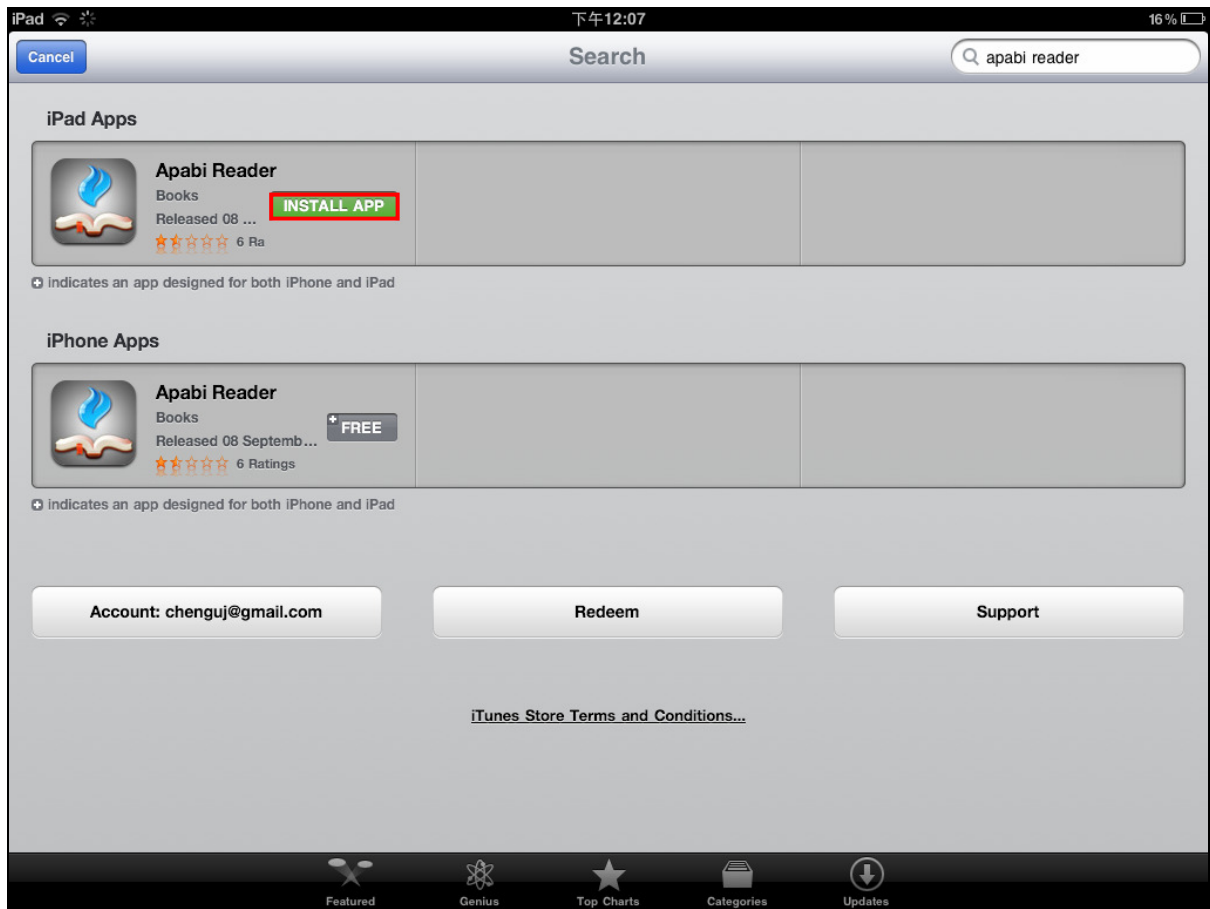 iPad 下午12:07 16%
Cancel Search apabi reader
iPad Apps
Apabi Reader
Books
Released 08 ...
INSTALL APP
6 Ra
indicates an app designed for both iPhone and iPad
iPhone Apps
Apabi Reader
Books
Released 08 Septemb...
FREE
6 Ratings
indicates an app designed for both iPhone and iPad
Account: chenguj@gmail.com Redeem Support
iTunes Store Terms and Conditions...
Featured Genius Top Charts Categories Updates